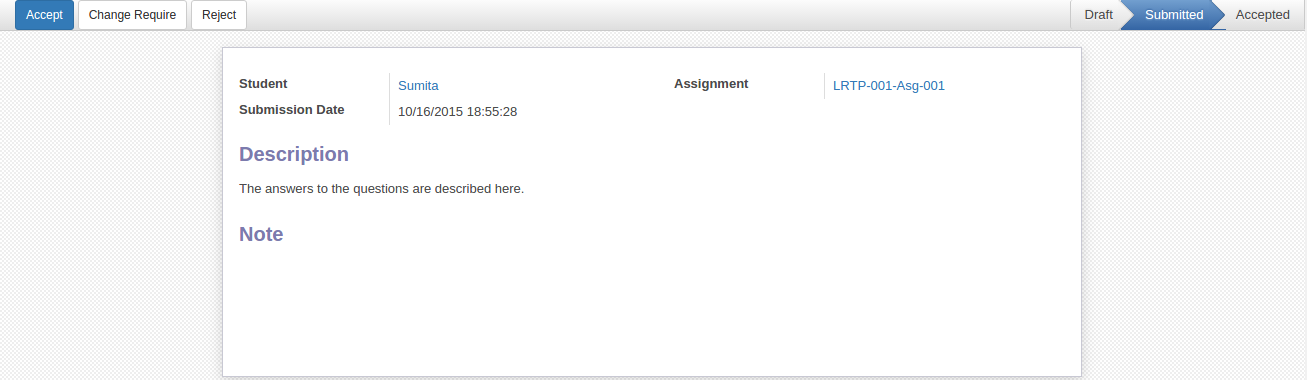 Accept Change Require Reject Draft Submitted Accepted
Student Sumita Assignment LRTP-001-Asg-001
Submission Date 10/16/2015 18:55:28
Description
The answers to the questions are described here.
Note